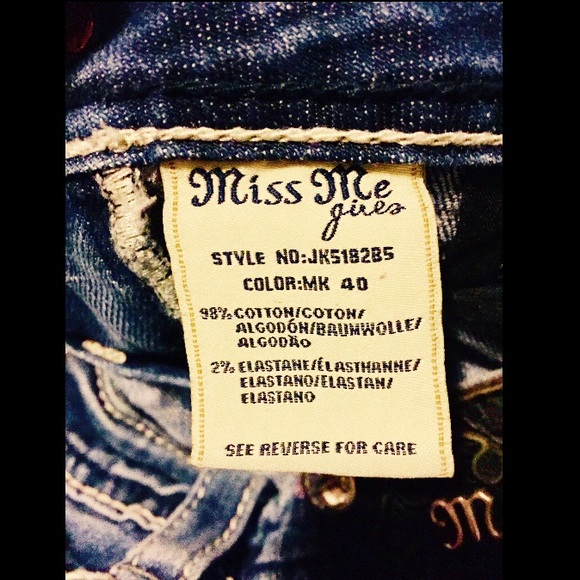 Miss Me
girls
STYLE NO:JK5182B5
COLOR:MK 40
98% COTTON/COTON/
ALGODÓN/BAUMWOLLE/
ALGODÃO
2% ELASTANE/ÉLASTHANNE/
ELASTANO/ELASTAN/
ELASTANO
SEE REVERSE FOR CARE
M